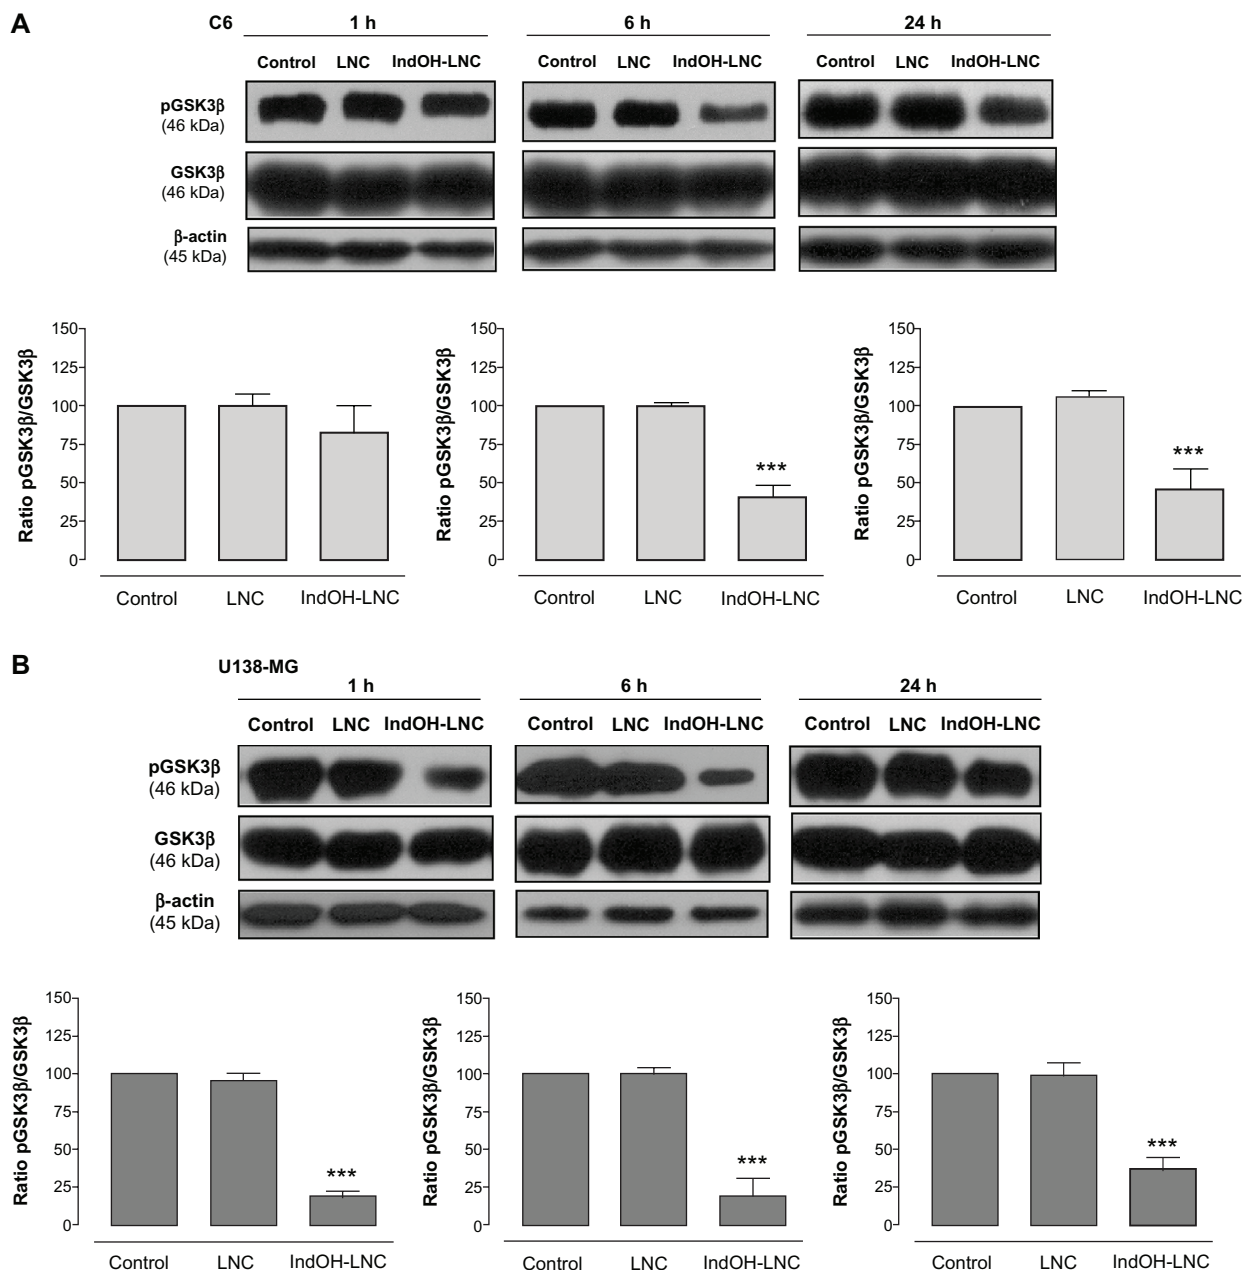 A
C6 1 h 6 h 24 h
Control LNC IndOH-LNC Control LNC IndOH-LNC Control LNC IndOH-LNC
pGSK3β
(46 kDa)
GSK3β
(46 kDa)
β-actin
(45 kDa)
Ratio pGSK3β/GSK3β
150
125
100
75
50
25
0
Control LNC IndOH-LNC
Ratio pGSK3β/GSK3β
150
125
100
75
50
25
0
***
Control LNC IndOH-LNC
Ratio pGSK3β/GSK3β
150
125
100
75
50
25
0
***
Control LNC IndOH-LNC
B
U138-MG
1 h 6 h 24 h
Control LNC IndOH-LNC Control LNC IndOH-LNC Control LNC IndOH-LNC
pGSK3β
(46 kDa)
GSK3β
(46 kDa)
β-actin
(45 kDa)
Ratio pGSK3β/GSK3β
150
125
100
75
50
25
0
***
Control LNC IndOH-LNC
Ratio pGSK3β/GSK3β
150
125
100
75
50
25
0
***
Control LNC IndOH-LNC
Ratio pGSK3β/GSK3β
150
125
100
75
50
25
0
***
Control LNC IndOH-LNC